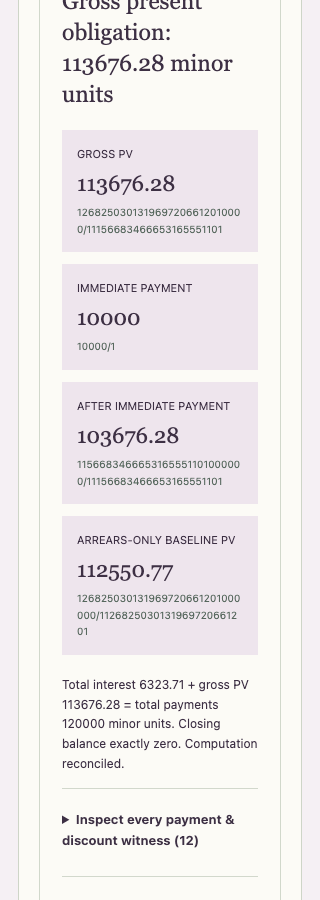 Gross present
obligation:
113676.28 minor
units
GROSS PV
113676.28
126825030131969720661201000
0/11156683466653165551101
IMMEDIATE PAYMENT
10000
10000/1
AFTER IMMEDIATE PAYMENT
103676.28
115668346665316555110100000
0/11156683466653165551101
ARREARS-ONLY BASELINE PV
112550.77
126825030131969720661201000
000/1126825030131969720661​2
01
Total interest 6323.71 + gross PV
113676.28 = total payments
120000 minor units. Closing
balance exactly zero. Computation
reconciled.
▶ Inspect every payment &
discount witness (12)